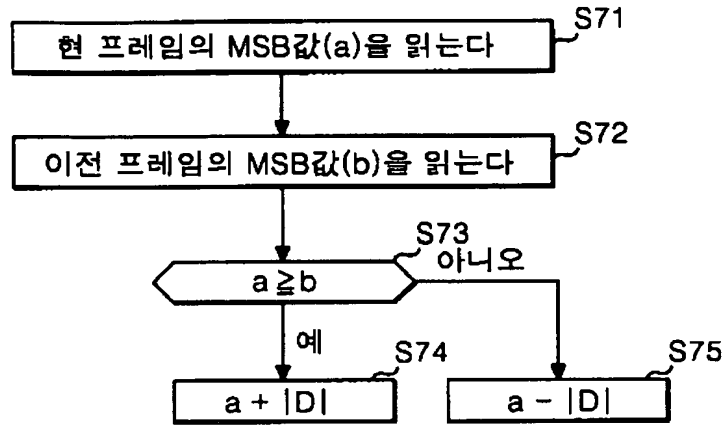 S71
현 프레임의 MSB값(a)을 읽는다
S72
이전 프레임의 MSB값(b)을 읽는다
S73
a≧b
아니오
예
S74
a + |D|
S75
a - |D|